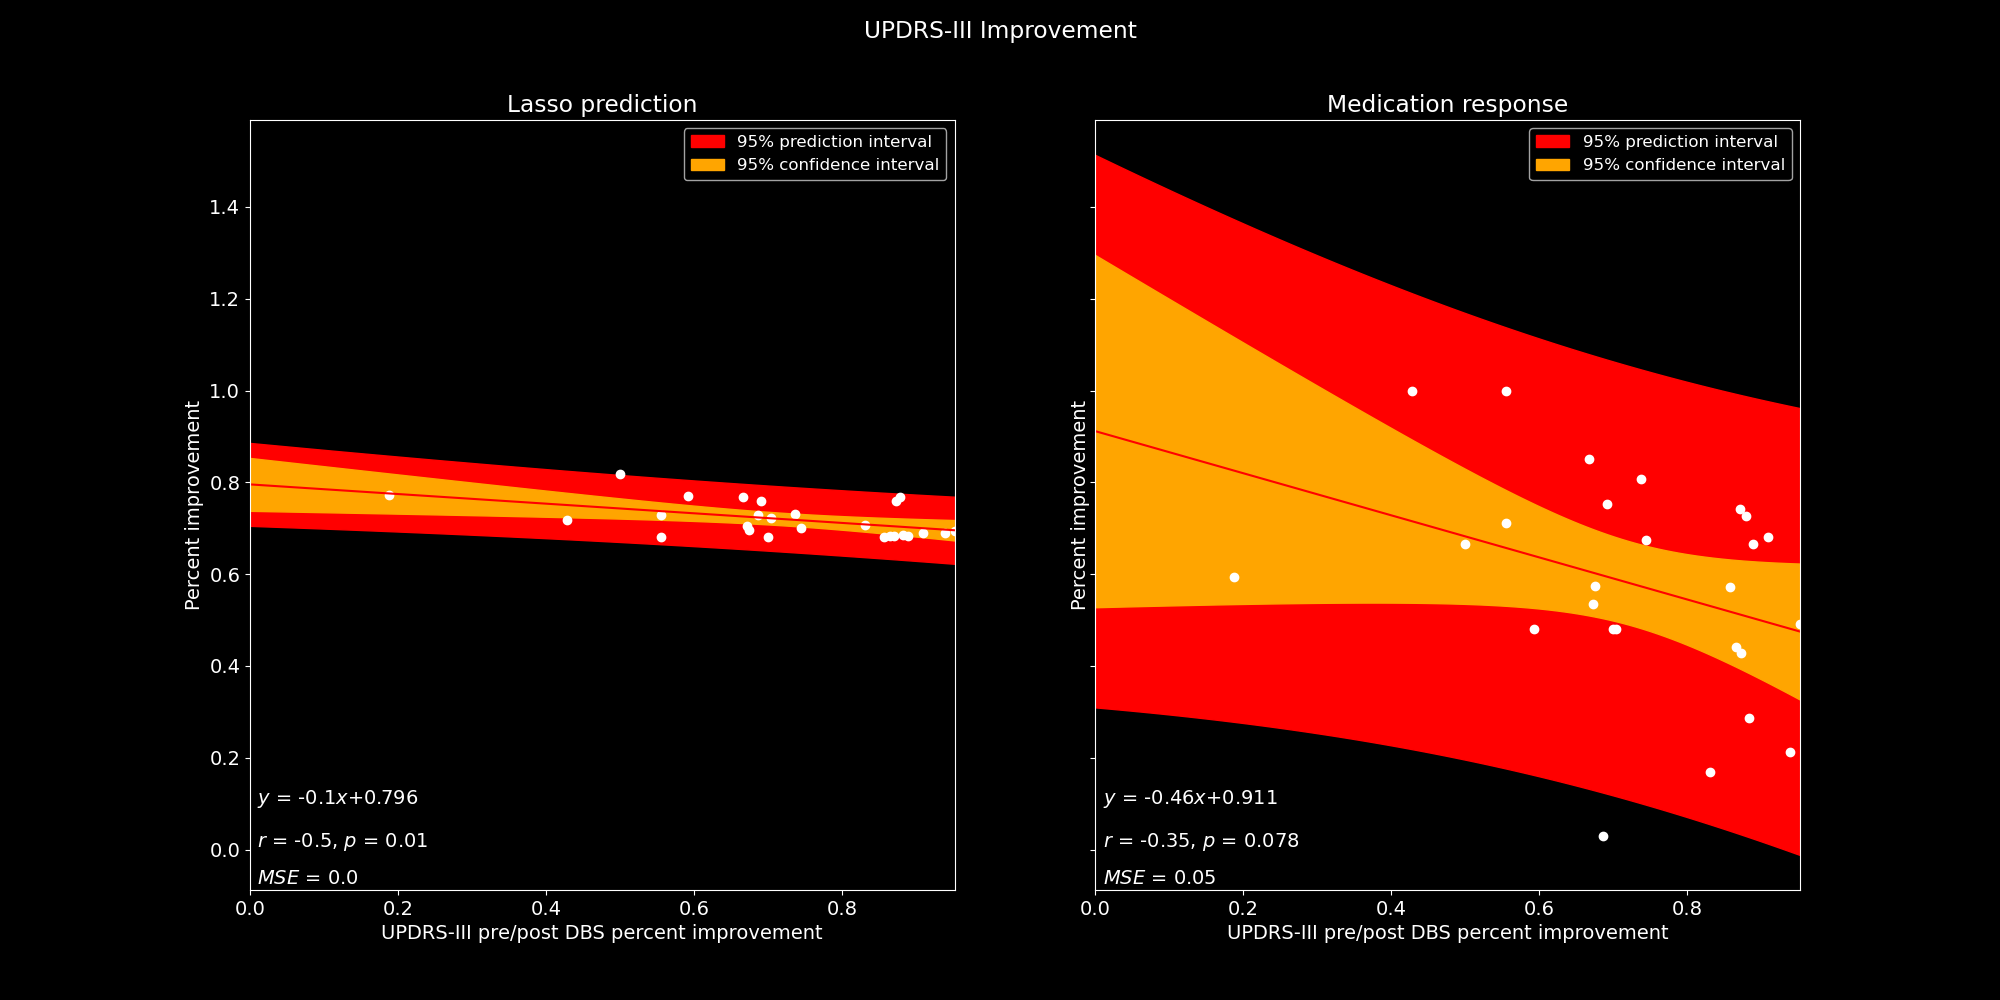 UPDRS-III Improvement
Lasso prediction
95% prediction interval
95% confidence interval
Percent improvement
1.4
1.2
1.0
0.8
0.6
0.4
0.2
0.0
y = -0.1x+0.796
r = -0.5, p = 0.01
MSE = 0.0
0.0 0.2 0.4 0.6 0.8
UPDRS-III pre/post DBS percent improvement
Medication response
95% prediction interval
95% confidence interval
Percent improvement
y = -0.46x+0.911
r = -0.35, p = 0.078
MSE = 0.05
0.0 0.2 0.4 0.6 0.8
UPDRS-III pre/post DBS percent improvement